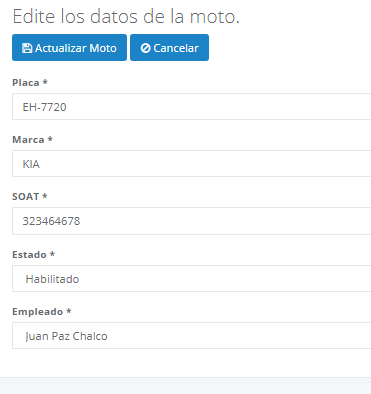 Edite los datos de la moto.
Actualizar Moto Cancelar
Placa *
EH-7720
Marca *
KIA
SOAT *
323464678
Estado *
Habilitado
Empleado *
Juan Paz Chalco